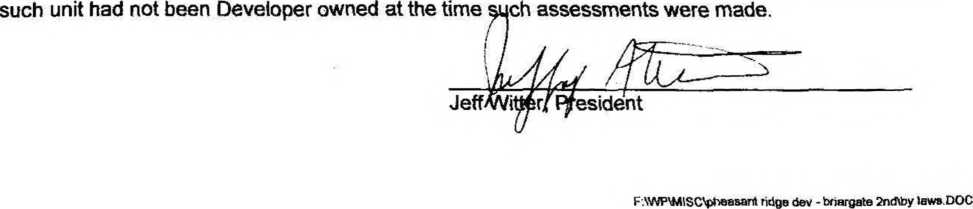 such unit had not been Developer owned at the time such assessments were made.
Jeff Witter, President
F:\WP\MISC\pheasant ridge dev - briargate 2nd\by laws.DOC